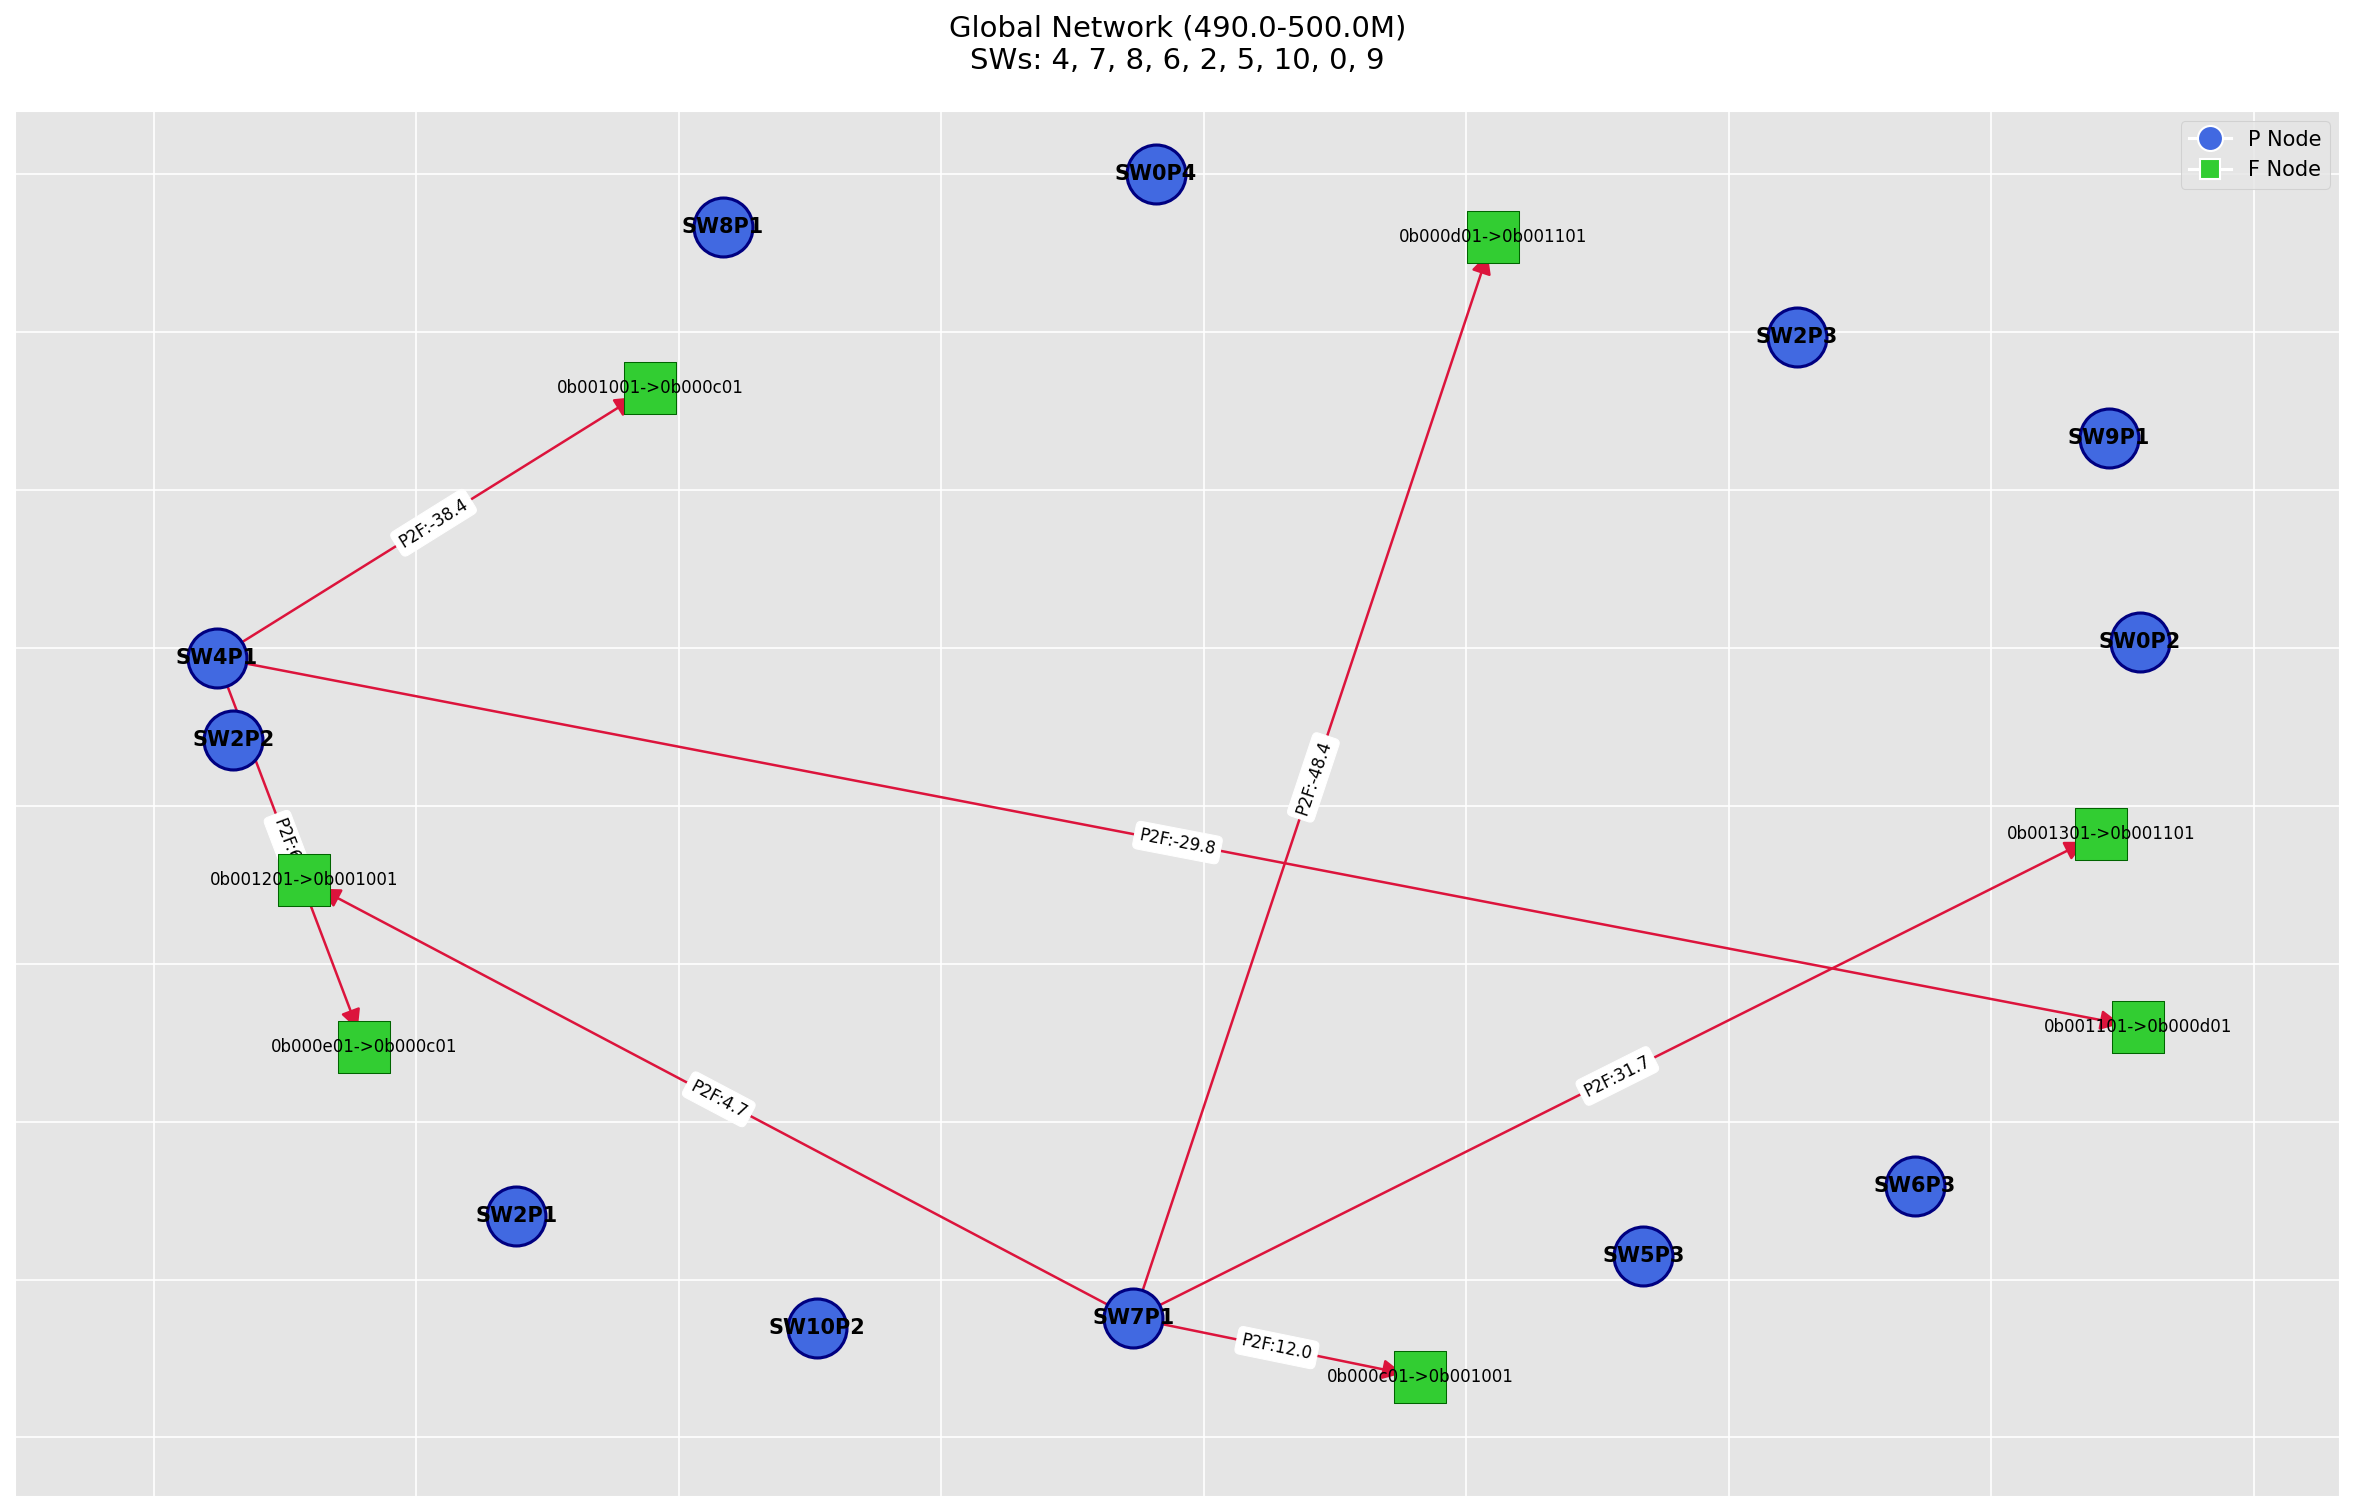 Global Network (490.0-500.0M)
SWs: 4, 7, 8, 6, 2, 5, 10, 0, 9
P Node
F Node
SW0P4
SW8P1
0b000d01->0b001101
SW2P3
0b001001->0b000c01
SW9P1
P2F:-38.4
SW4P1
SW0P2
SW2P2
P2F:-48.4
P2F:-29.8
0b001301->0b001101
0b001201->0b001001
0b001101->0b000d01
0b000e01->0b000c01
P2F:31.7
P2F:4.7
SW6P3
SW2P1
SW5P3
SW7P1
SW10P2
P2F:12.0
0b000c01->0b001001